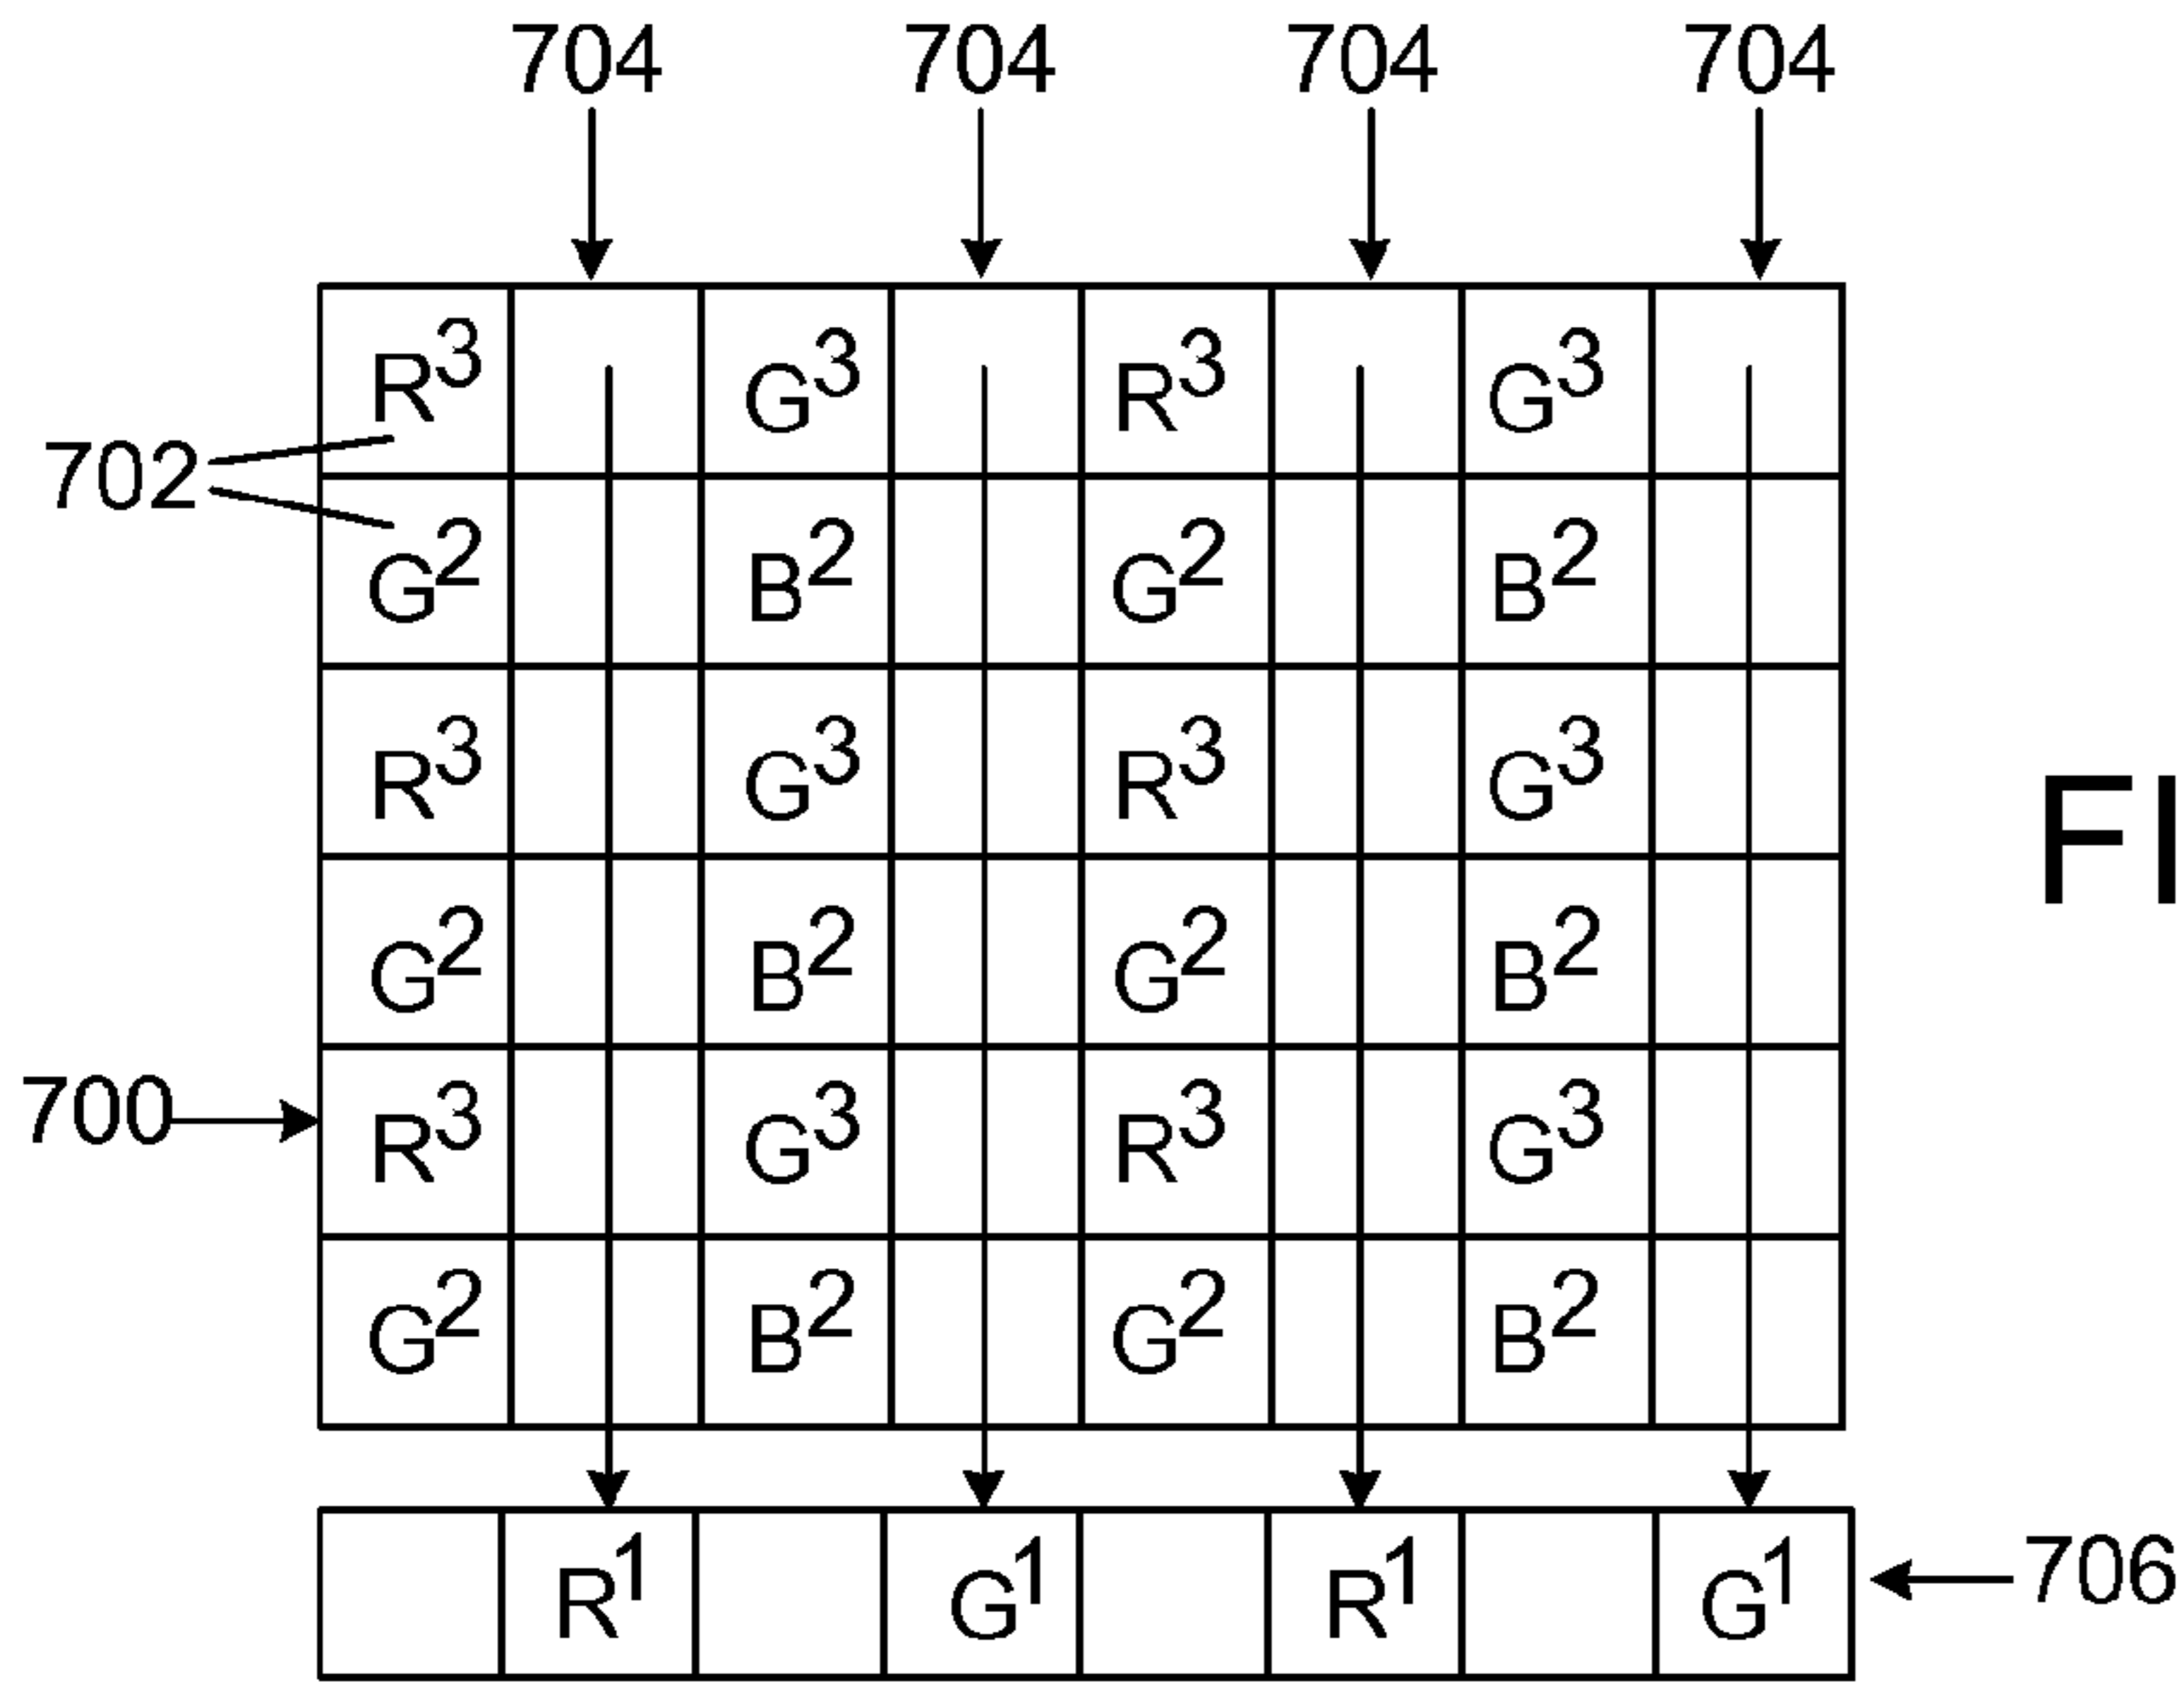 704 704 704 704
R³ G³ R³ G³
702
G² B² G² B²
R³ G³ R³ G³
FI
G² B² G² B²
700 R³ G³ R³ G³
G² B² G² B²
R¹ G¹ R¹ G¹ 706